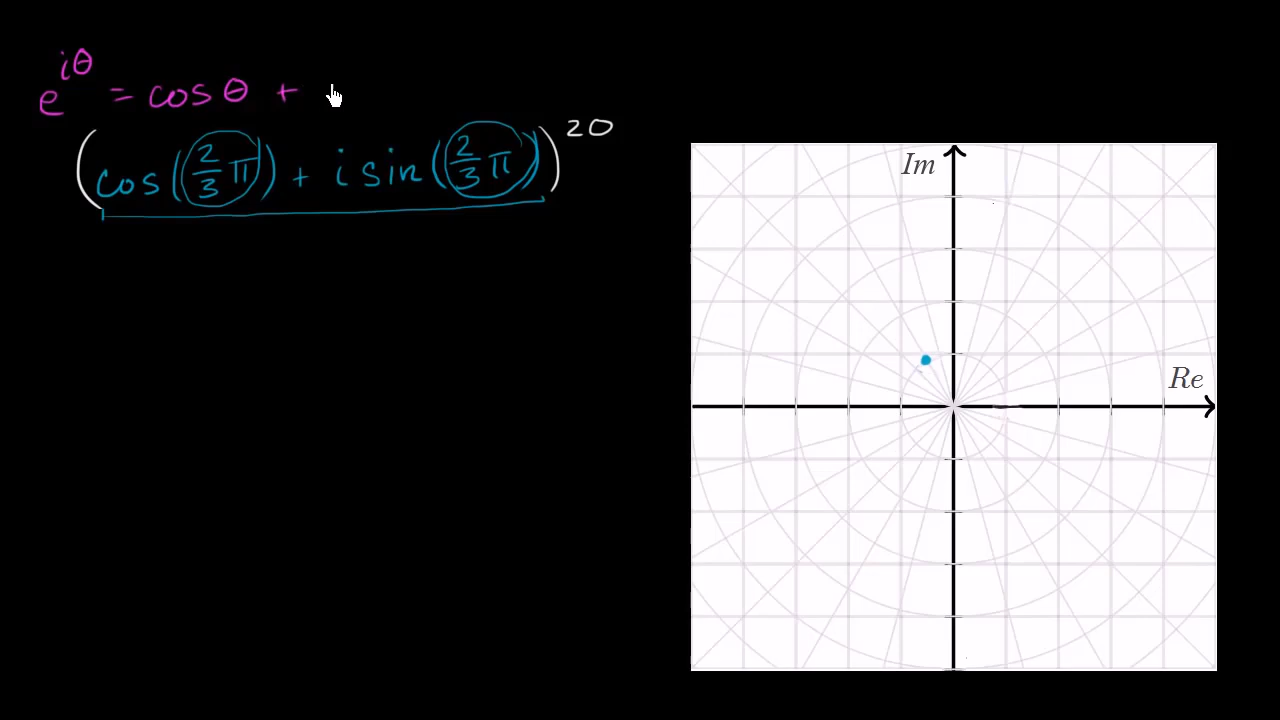 e^{iθ} = cos θ +
(cos(2/3 π) + i sin(2/3 π))^{20}
Im
Re